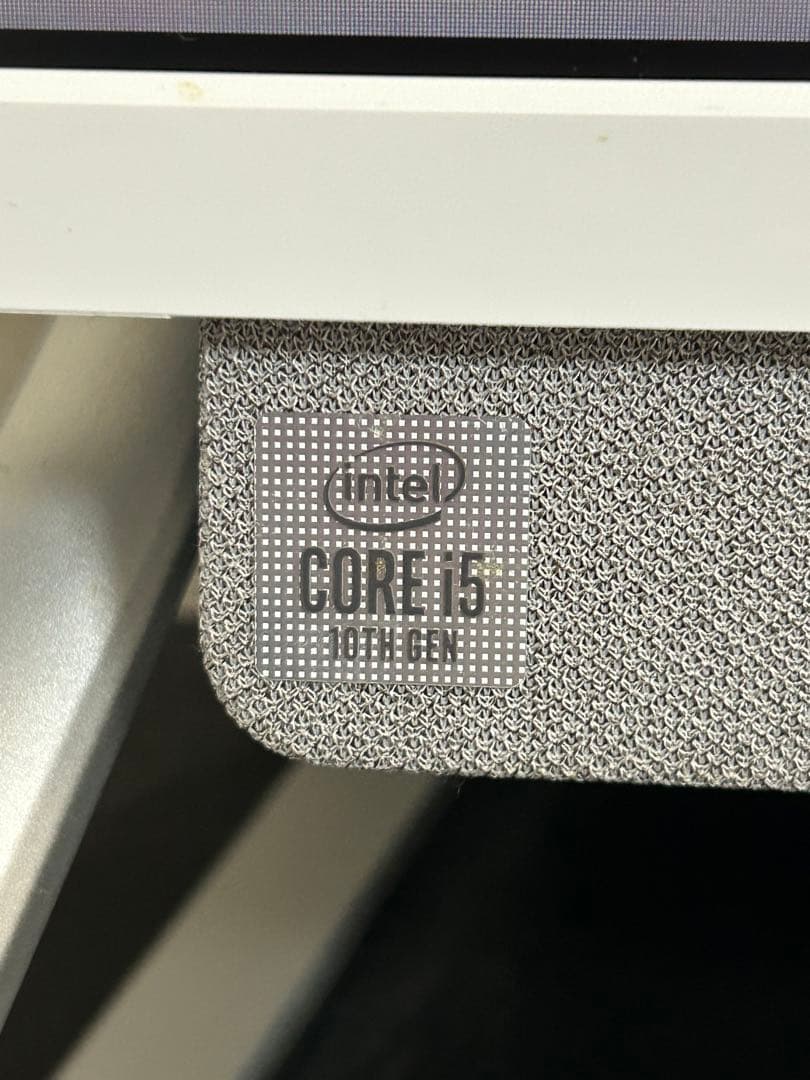 intel
CORE i5
10TH GEN